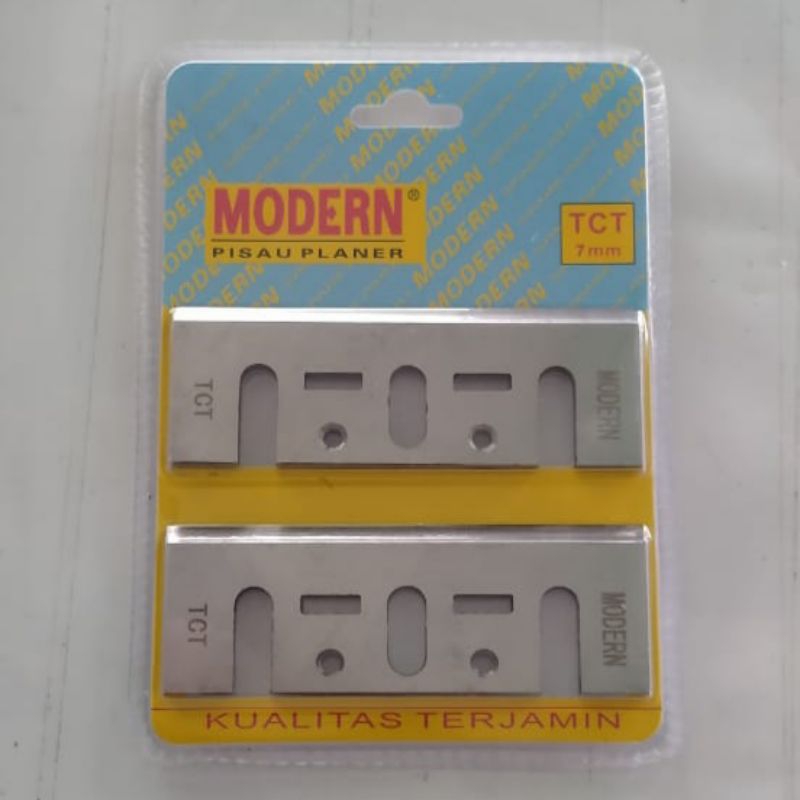 MODERN®
PISAU PLANER
TCT
7mm
TCT
MODERN
TCT
MODERN
KUALITAS TERJAMIN